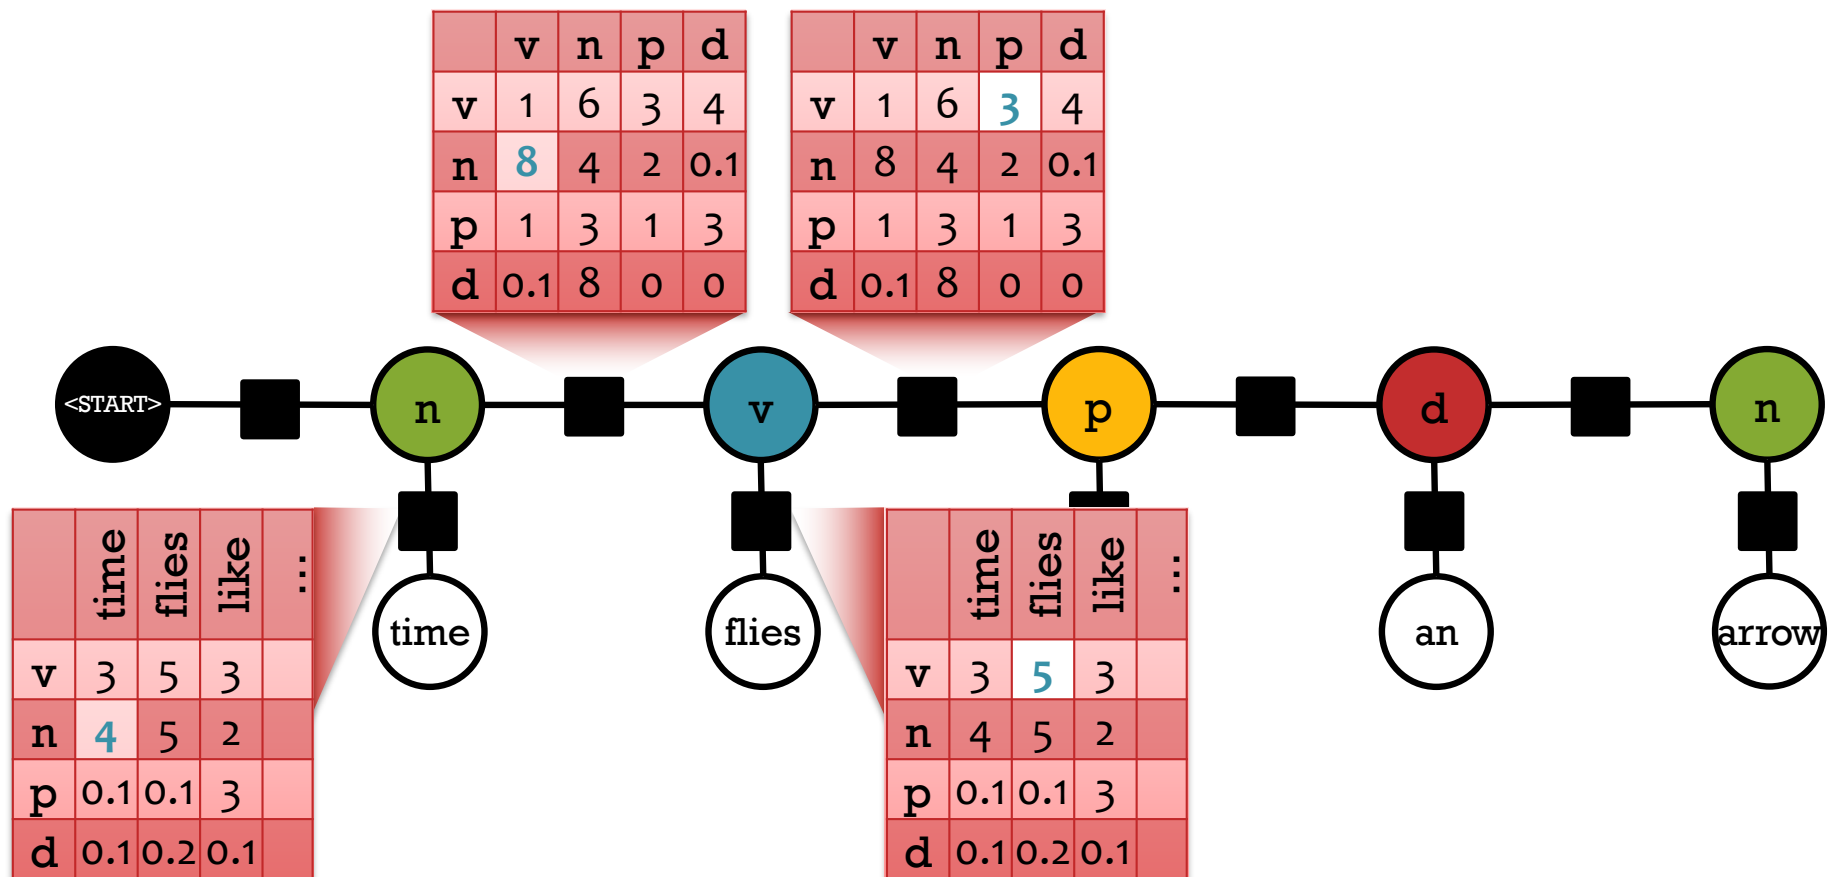 v n p d
v 1 6 3 4
n 8 4 2 0.1
p 1 3 1 3
d 0.1 8 0 0
v n p d
v 1 6 3 4
n 8 4 2 0.1
p 1 3 1 3
d 0.1 8 0 0
<START> n v p d n
time flies like ...
v 3 5 3
n 4 5 2
p 0.1 0.1 3
d 0.1 0.2 0.1
time flies
time flies like ...
v 3 5 3
n 4 5 2
p 0.1 0.1 3
d 0.1 0.2 0.1
an arrow